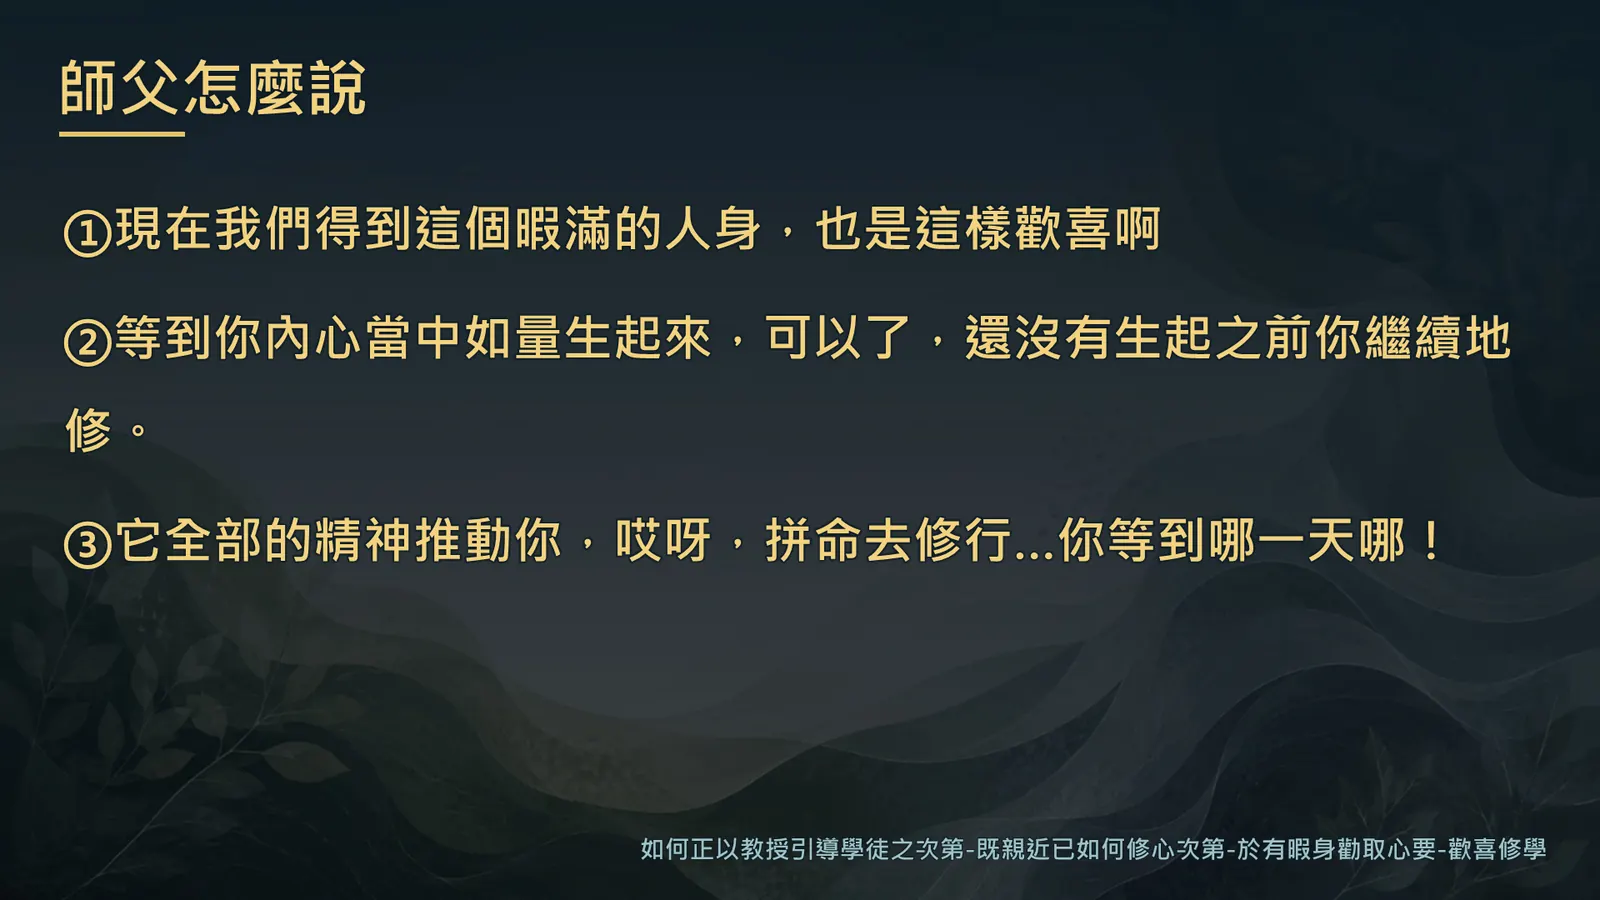 師父怎麼說
①現在我們得到這個暇滿的人身，也是這樣歡喜啊
②等到你內心當中如量生起來，可以了，還沒有生起之前你繼續地
修。
③它全部的精神推動你，哎呀，拼命去修行...你等到哪一天哪！
如何正以教授引導學徒之次第-既親近已如何修心次第-於有暇身勸取心要-歡喜修學